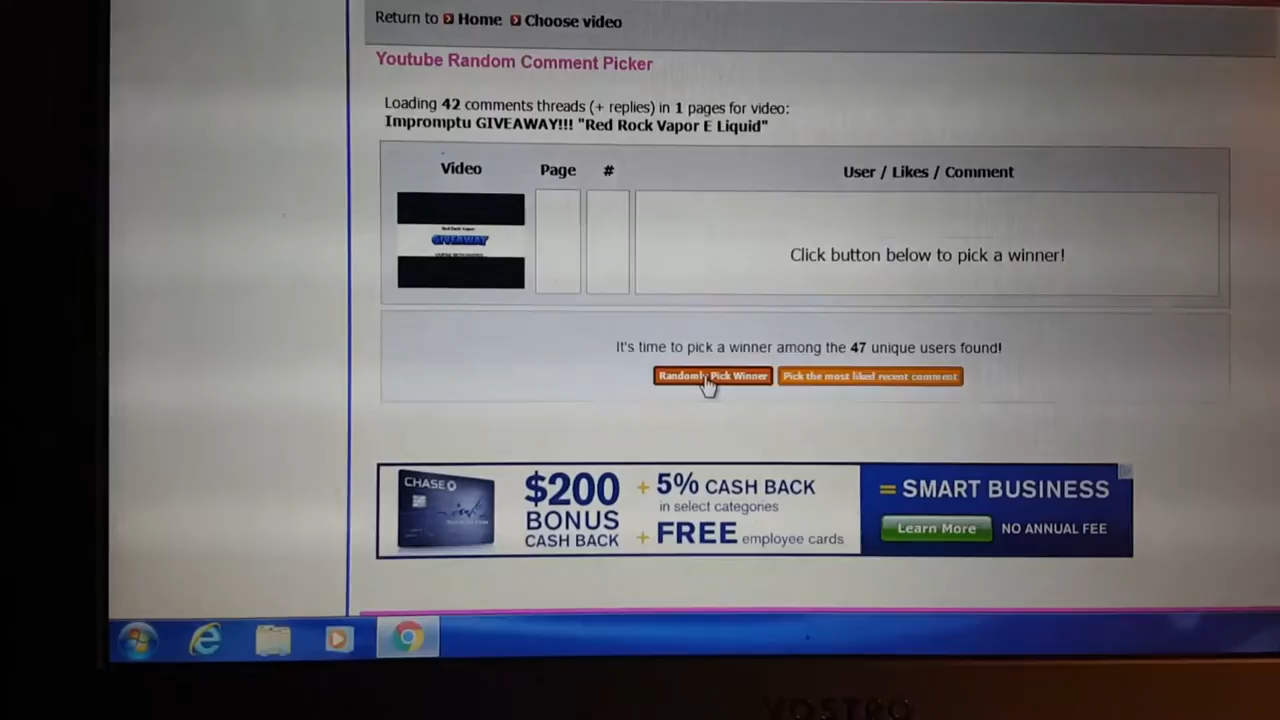 Return to Home Choose video
Youtube Random Comment Picker
Loading 42 comments threads (+ replies) in 1 pages for video:
Impromptu GIVEAWAY!!! "Red Rock Vapor E Liquid"
Video Page # User / Likes / Comment
Red Rock Vapor
GIVEAWAY
Click button below to pick a winner!
It's time to pick a winner among the 47 unique users found!
Randomly Pick Winner Pick the most liked recent comment
CHASE
$200 + 5% CASH BACK
BONUS in select categories
CASH BACK + FREE employee cards
= SMART BUSINESS
Learn More NO ANNUAL FEE
VOSTRO